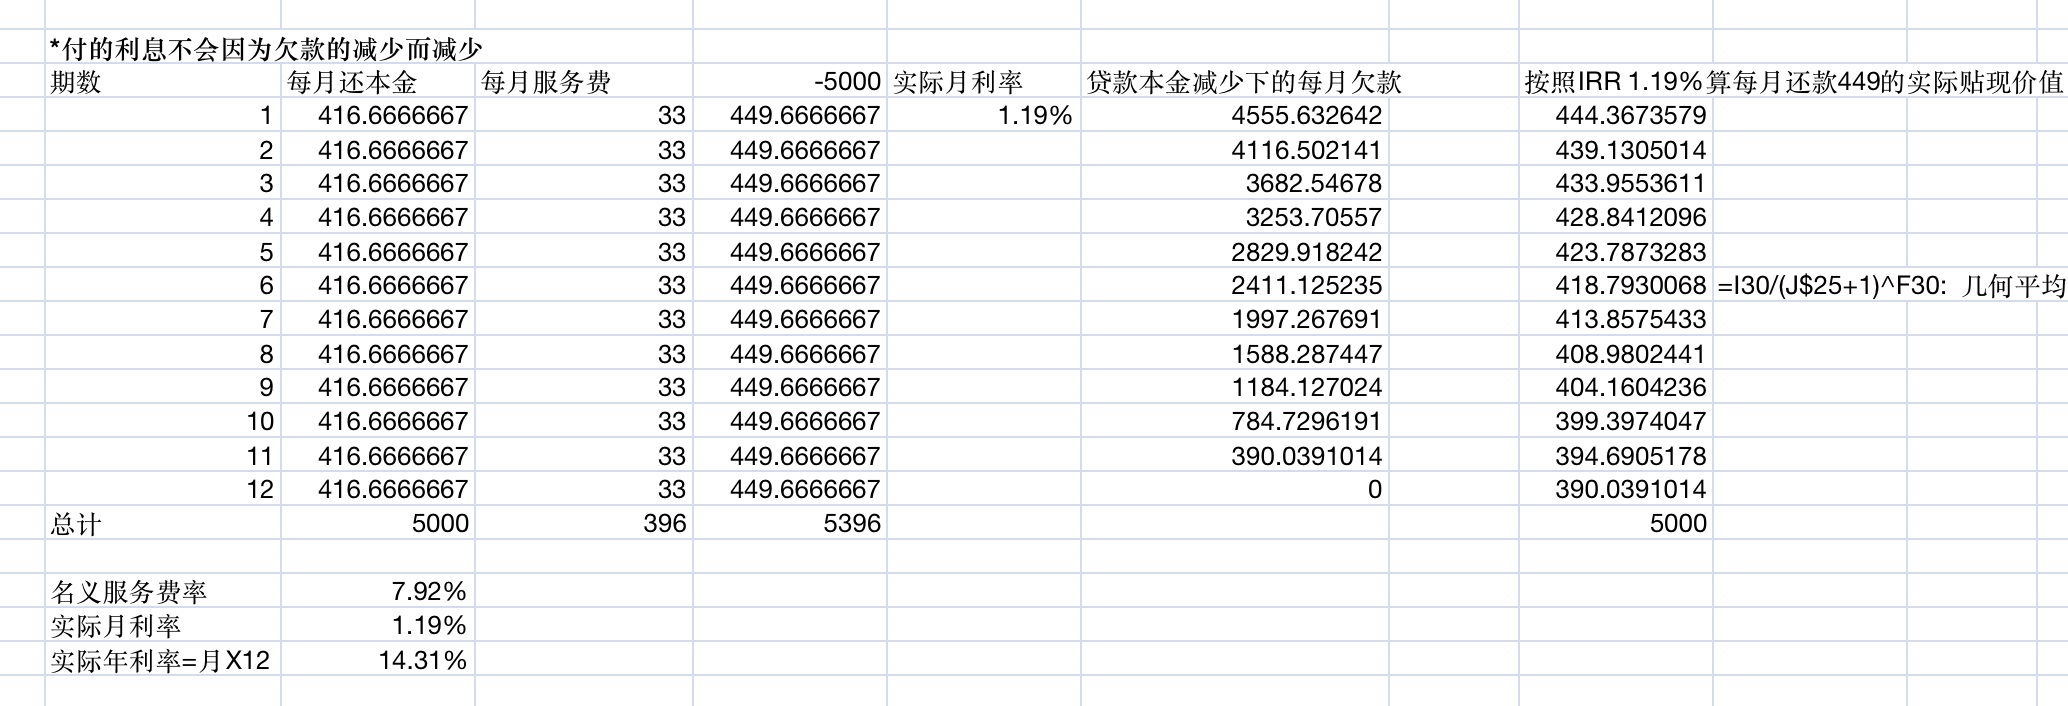 *付的利息不会因为欠款的减少而减少
期数 每月还本金 每月服务费 -5000 实际月利率 贷款本金减少下的每月欠款 按照IRR 1.19%算每月还款449的实际贴现价值
1 416.6666667 33 449.6666667 1.19% 4555.632642 444.3673579
2 416.6666667 33 449.6666667 4116.502141 439.1305014
3 416.6666667 33 449.6666667 3682.54678 433.9553611
4 416.6666667 33 449.6666667 3253.70557 428.8412096
5 416.6666667 33 449.6666667 2829.918242 423.7873283
6 416.6666667 33 449.6666667 2411.125235 418.7930068 =I30/(J$25+1)^F30: 几何平均
7 416.6666667 33 449.6666667 1997.267691 413.8575433
8 416.6666667 33 449.6666667 1588.287447 408.9802441
9 416.6666667 33 449.6666667 1184.127024 404.1604236
10 416.6666667 33 449.6666667 784.7296191 399.3974047
11 416.6666667 33 449.6666667 390.0391014 394.6905178
12 416.6666667 33 449.6666667 0 390.0391014
总计 5000 396 5396 5000
名义服务费率 7.92%
实际月利率 1.19%
实际年利率=月X12 14.31%